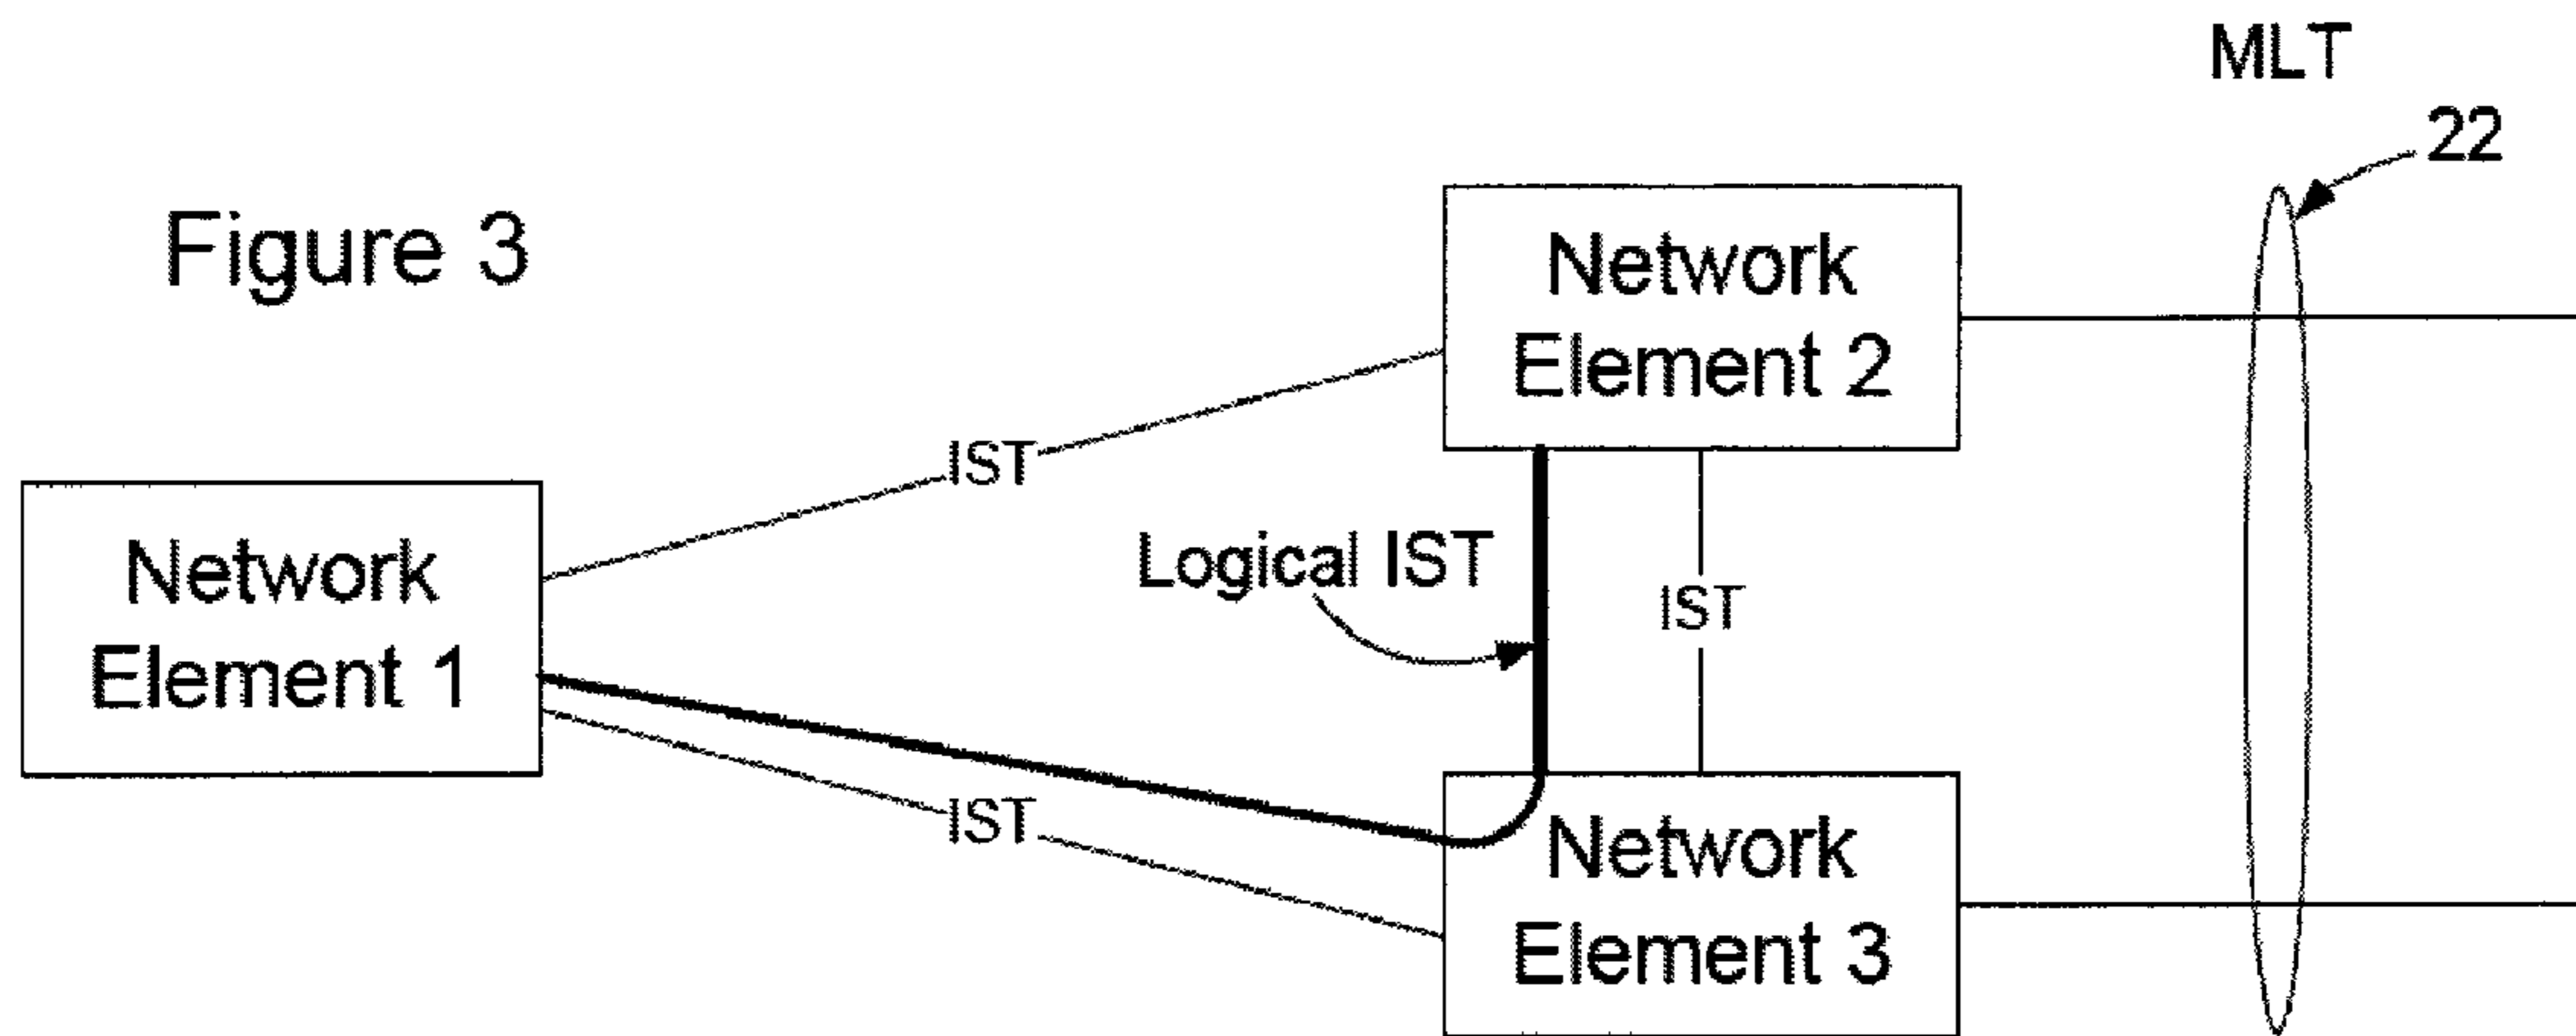 MLT
22
Figure 3
Network
Element 2
IST
Logical IST
IST
Network
Element 1
IST
Network
Element 3